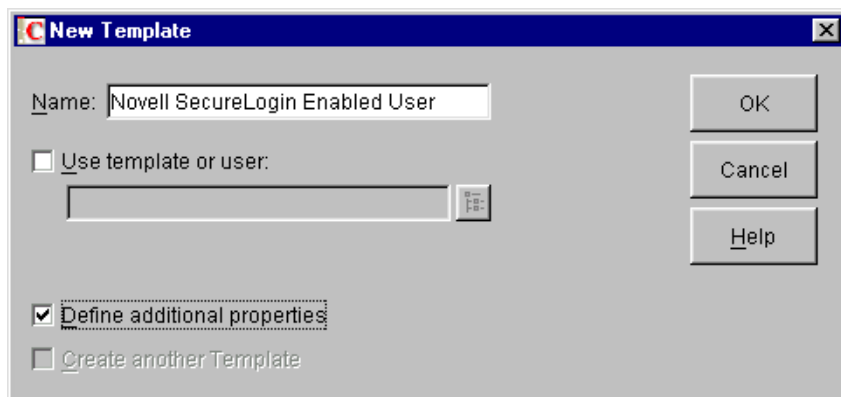 New Template
Name: Novell SecureLogin Enabled User
OK
Use template or user:
Cancel
Help
Define additional properties
Create another Template